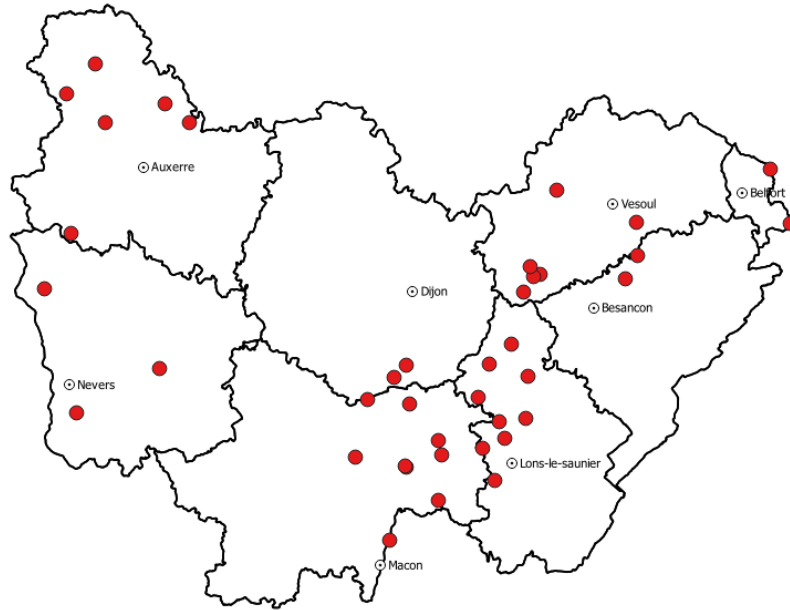 Auxerre
Belfort
Vesoul
Dijon
Besancon
Nevers
Lons-le-saunier
Macon